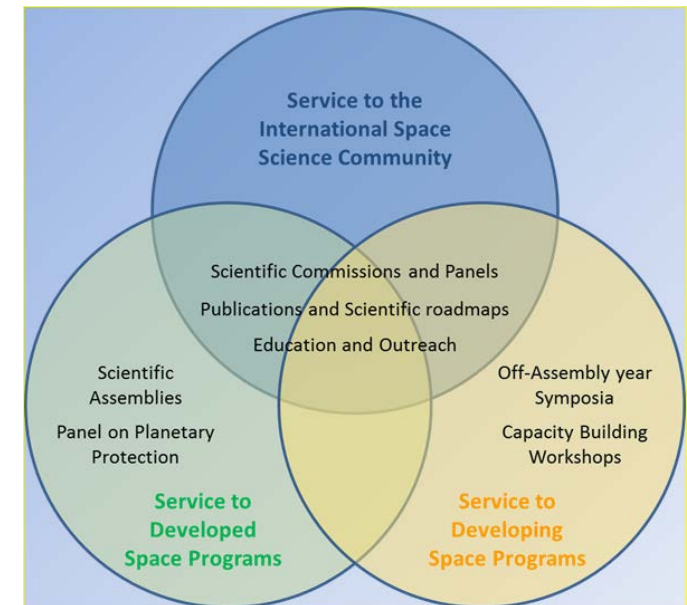 Service to the
International Space
Science Community
Scientific Commissions and Panels
Publications and Scientific roadmaps
Education and Outreach
Scientific
Assemblies
Panel on Planetary
Protection
Off-Assembly year
Symposia
Capacity Building
Workshops
Service to
Developed
Space Programs
Service to
Developing
Space Programs